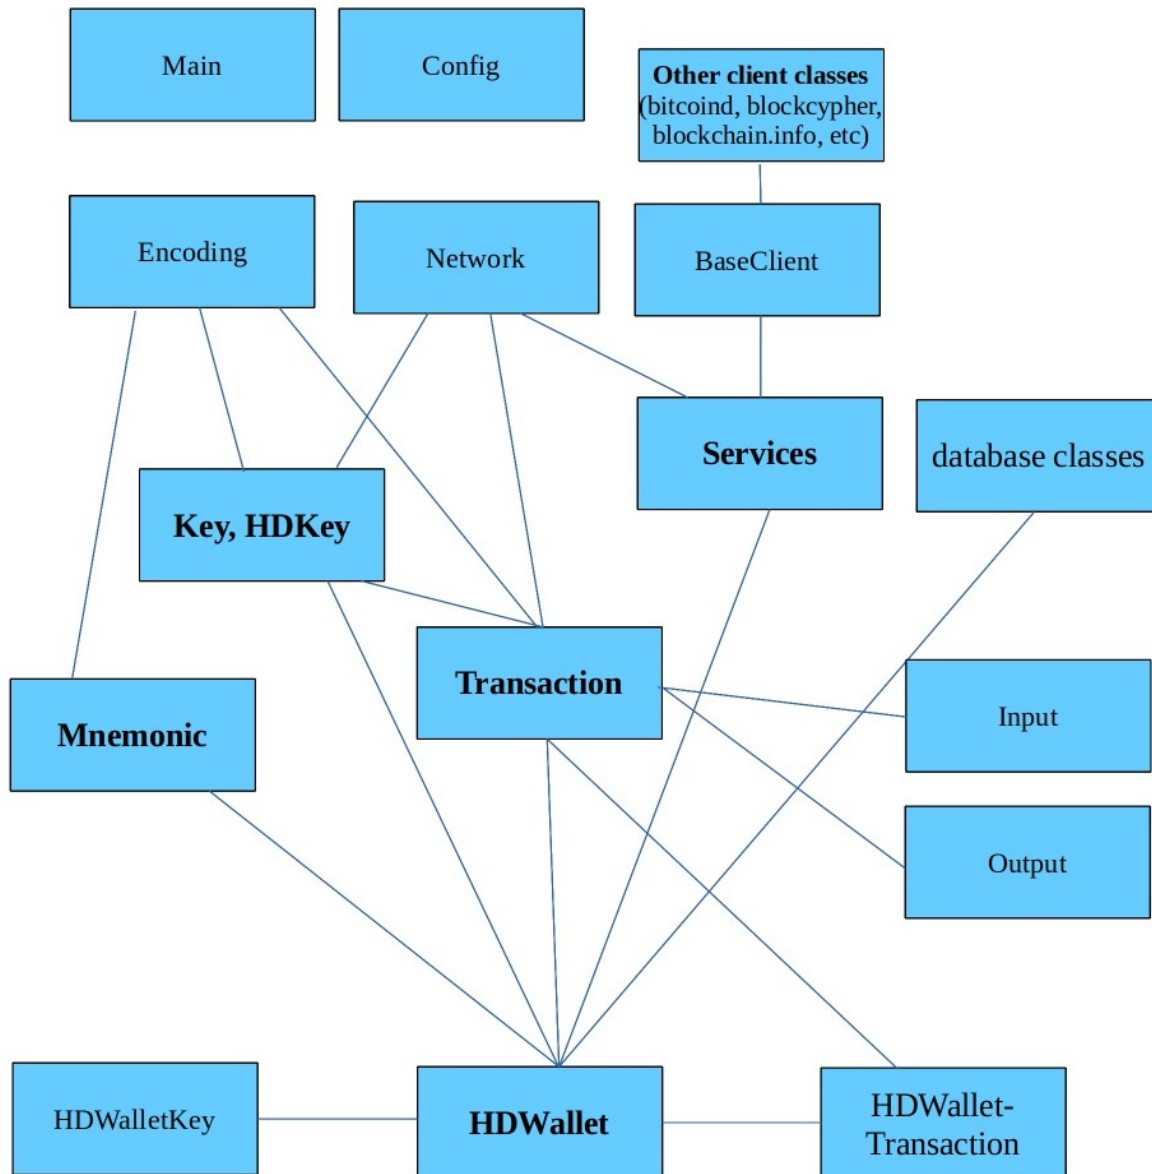 Main
Config
Other client classes
(bitcoind, blockcypher,
blockchain.info, etc)
Encoding
Network
BaseClient
Services
database classes
Key, HDKey
Transaction
Mnemonic
Input
Output
HDWalletKey
HDWallet
HDWallet-
Transaction